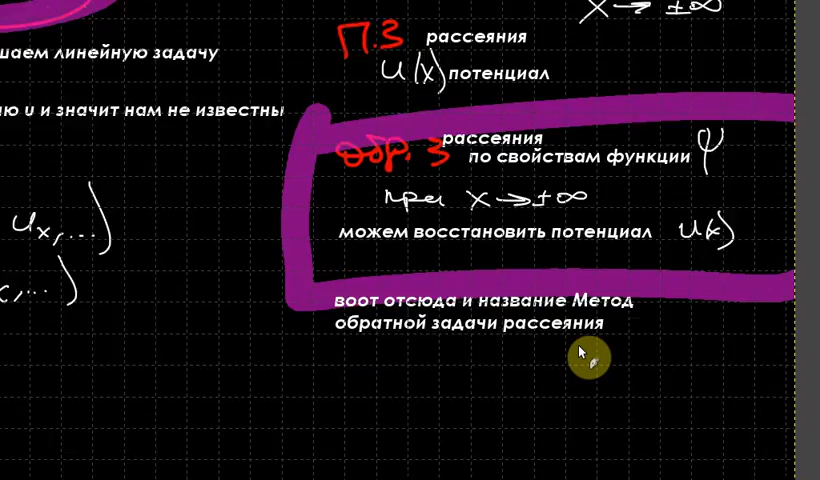 x → ±∞
П.З рассеяния
u(x) потенциал
шаем линейную задачу
ю u и значит нам не известны
Обр. З рассеяния
по свойствам функции ψ
при x → ±∞
можем восстановить потенциал u(x)
uₓ,...)
x,...)
воот отсюда и название Метод
обратной задачи рассеяния